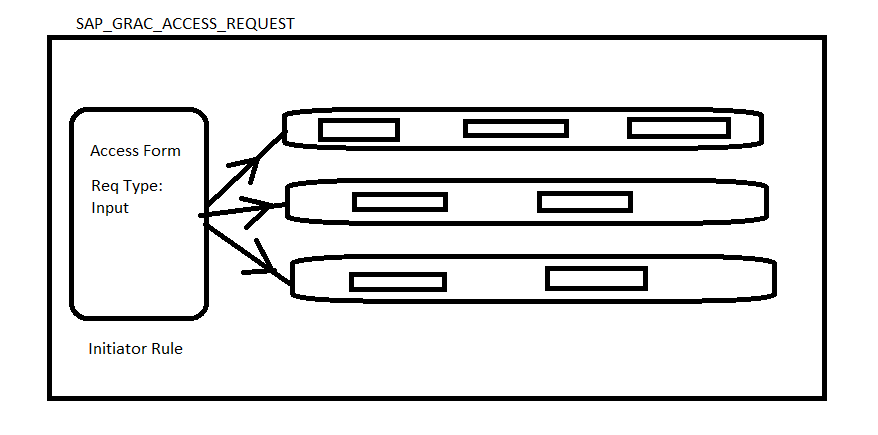 SAP_GRAC_ACCESS_REQUEST
Access Form
Req Type:
Input
Initiator Rule